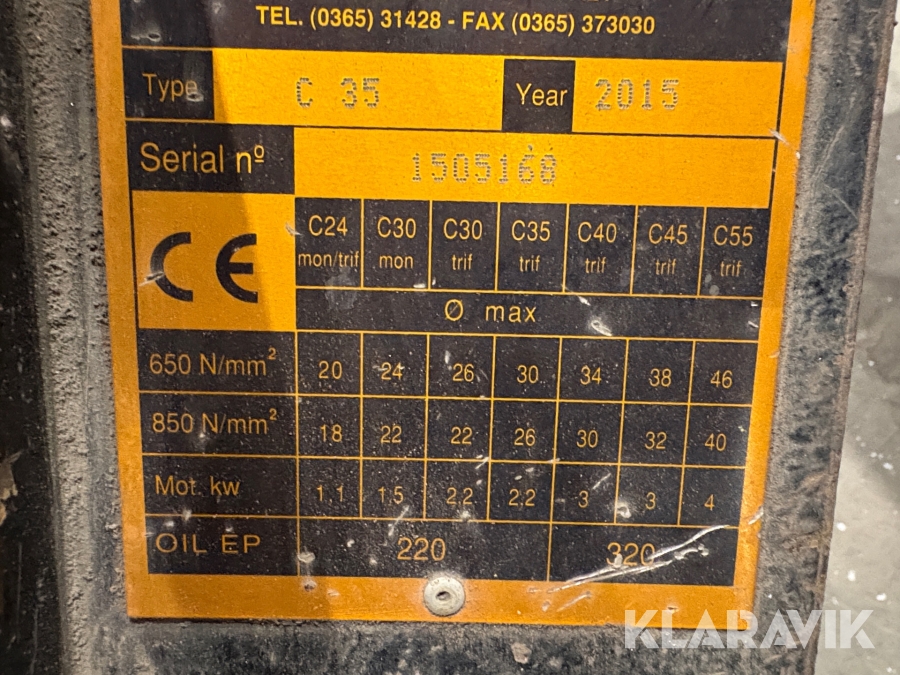 TEL. (0365) 31428 - FAX (0365) 373030
Type C 35 Year 2015
Serial nº 1505168
CE
C24 C30 C30 C35 C40 C45 C55
mon/trif mon trif trif trif trif trif
Ø max
650 N/mm² 20 24 26 30 34 38 46
850 N/mm² 18 22 22 26 30 32 40
Mot. kw 1,1 1,5 2,2 2,2 3 3 4
OIL EP 220 320
KLARAVIK